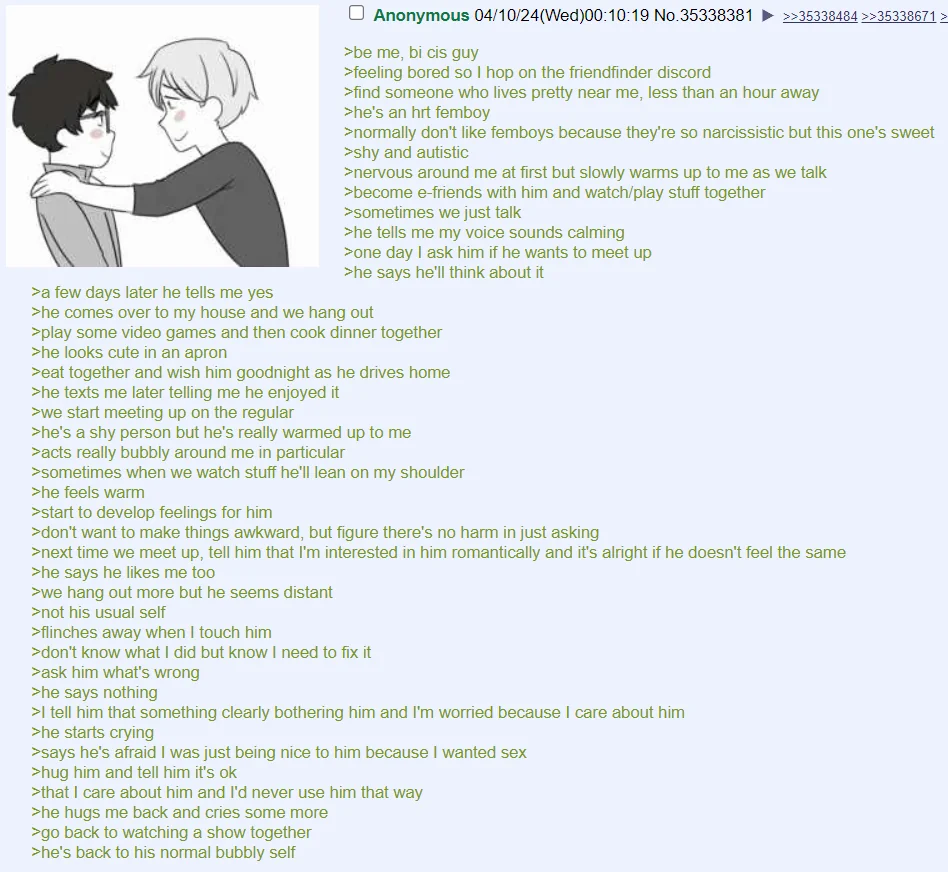 Anonymous 04/10/24(Wed)00:10:19 No.35338381 ▶ >>35338484 >>35338671 >
>be me, bi cis guy
>feeling bored so I hop on the friendfinder discord
>find someone who lives pretty near me, less than an hour away
>he's an hrt femboy
>normally don't like femboys because they're so narcissistic but this one's sweet
>shy and autistic
>nervous around me at first but slowly warms up to me as we talk
>become e-friends with him and watch/play stuff together
>sometimes we just talk
>he tells me my voice sounds calming
>one day I ask him if he wants to meet up
>he says he'll think about it
>a few days later he tells me yes
>he comes over to my house and we hang out
>play some video games and then cook dinner together
>he looks cute in an apron
>eat together and wish him goodnight as he drives home
>he texts me later telling me he enjoyed it
>we start meeting up on the regular
>he's a shy person but he's really warmed up to me
>acts really bubbly around me in particular
>sometimes when we watch stuff he'll lean on my shoulder
>he feels warm
>start to develop feelings for him
>don't want to make things awkward, but figure there's no harm in just asking
>next time we meet up, tell him that I'm interested in him romantically and it's alright if he doesn't feel the same
>he says he likes me too
>we hang out more but he seems distant
>not his usual self
>flinches away when I touch him
>don't know what I did but know I need to fix it
>ask him what's wrong
>he says nothing
>I tell him that something clearly bothering him and I'm worried because I care about him
>he starts crying
>says he's afraid I was just being nice to him because I wanted sex
>hug him and tell him it's ok
>that I care about him and I'd never use him that way
>he hugs me back and cries some more
>go back to watching a show together
>he's back to his normal bubbly self